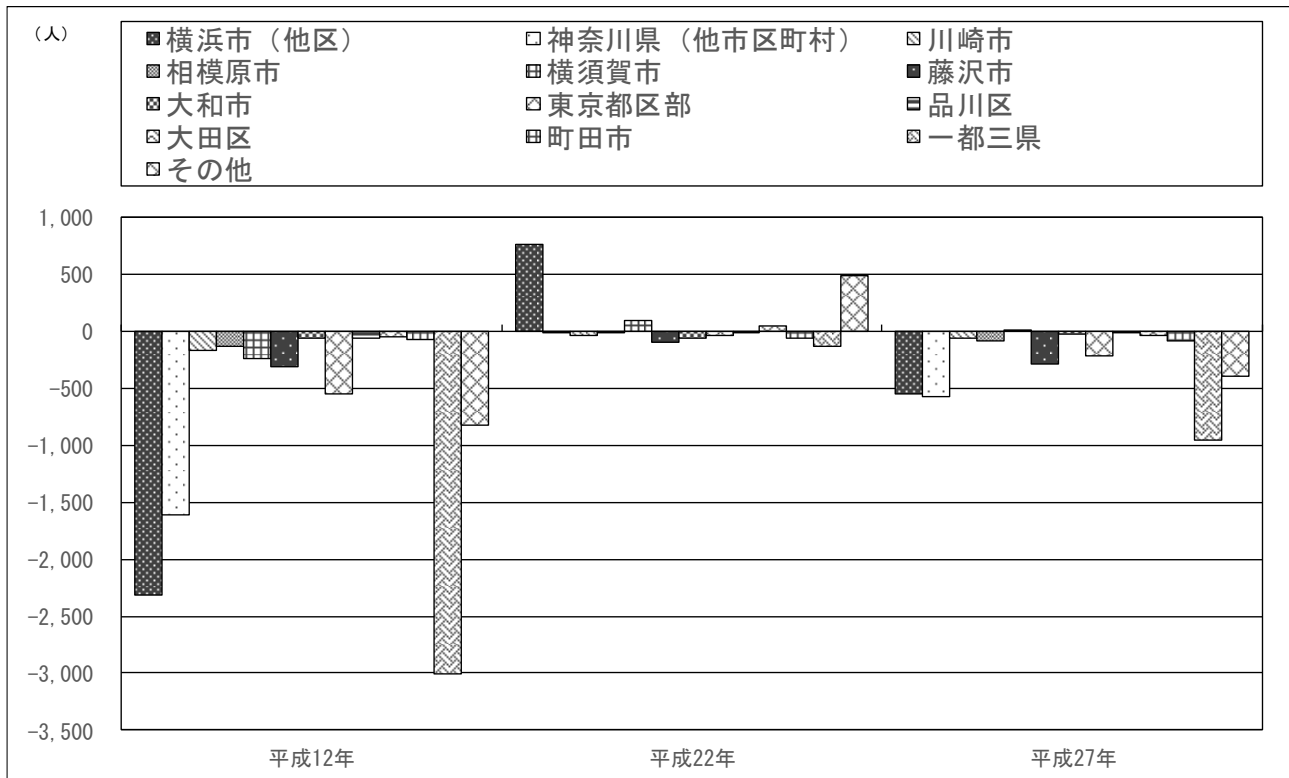 （人）
横浜市（他区） 神奈川県（他市区町村） 川崎市
相模原市 横須賀市 藤沢市
大和市 東京都区部 品川区
大田区 町田市 一都三県
その他
1,000
500
0
-500
-1,000
-1,500
-2,000
-2,500
-3,000
-3,500
平成12年 平成22年 平成27年